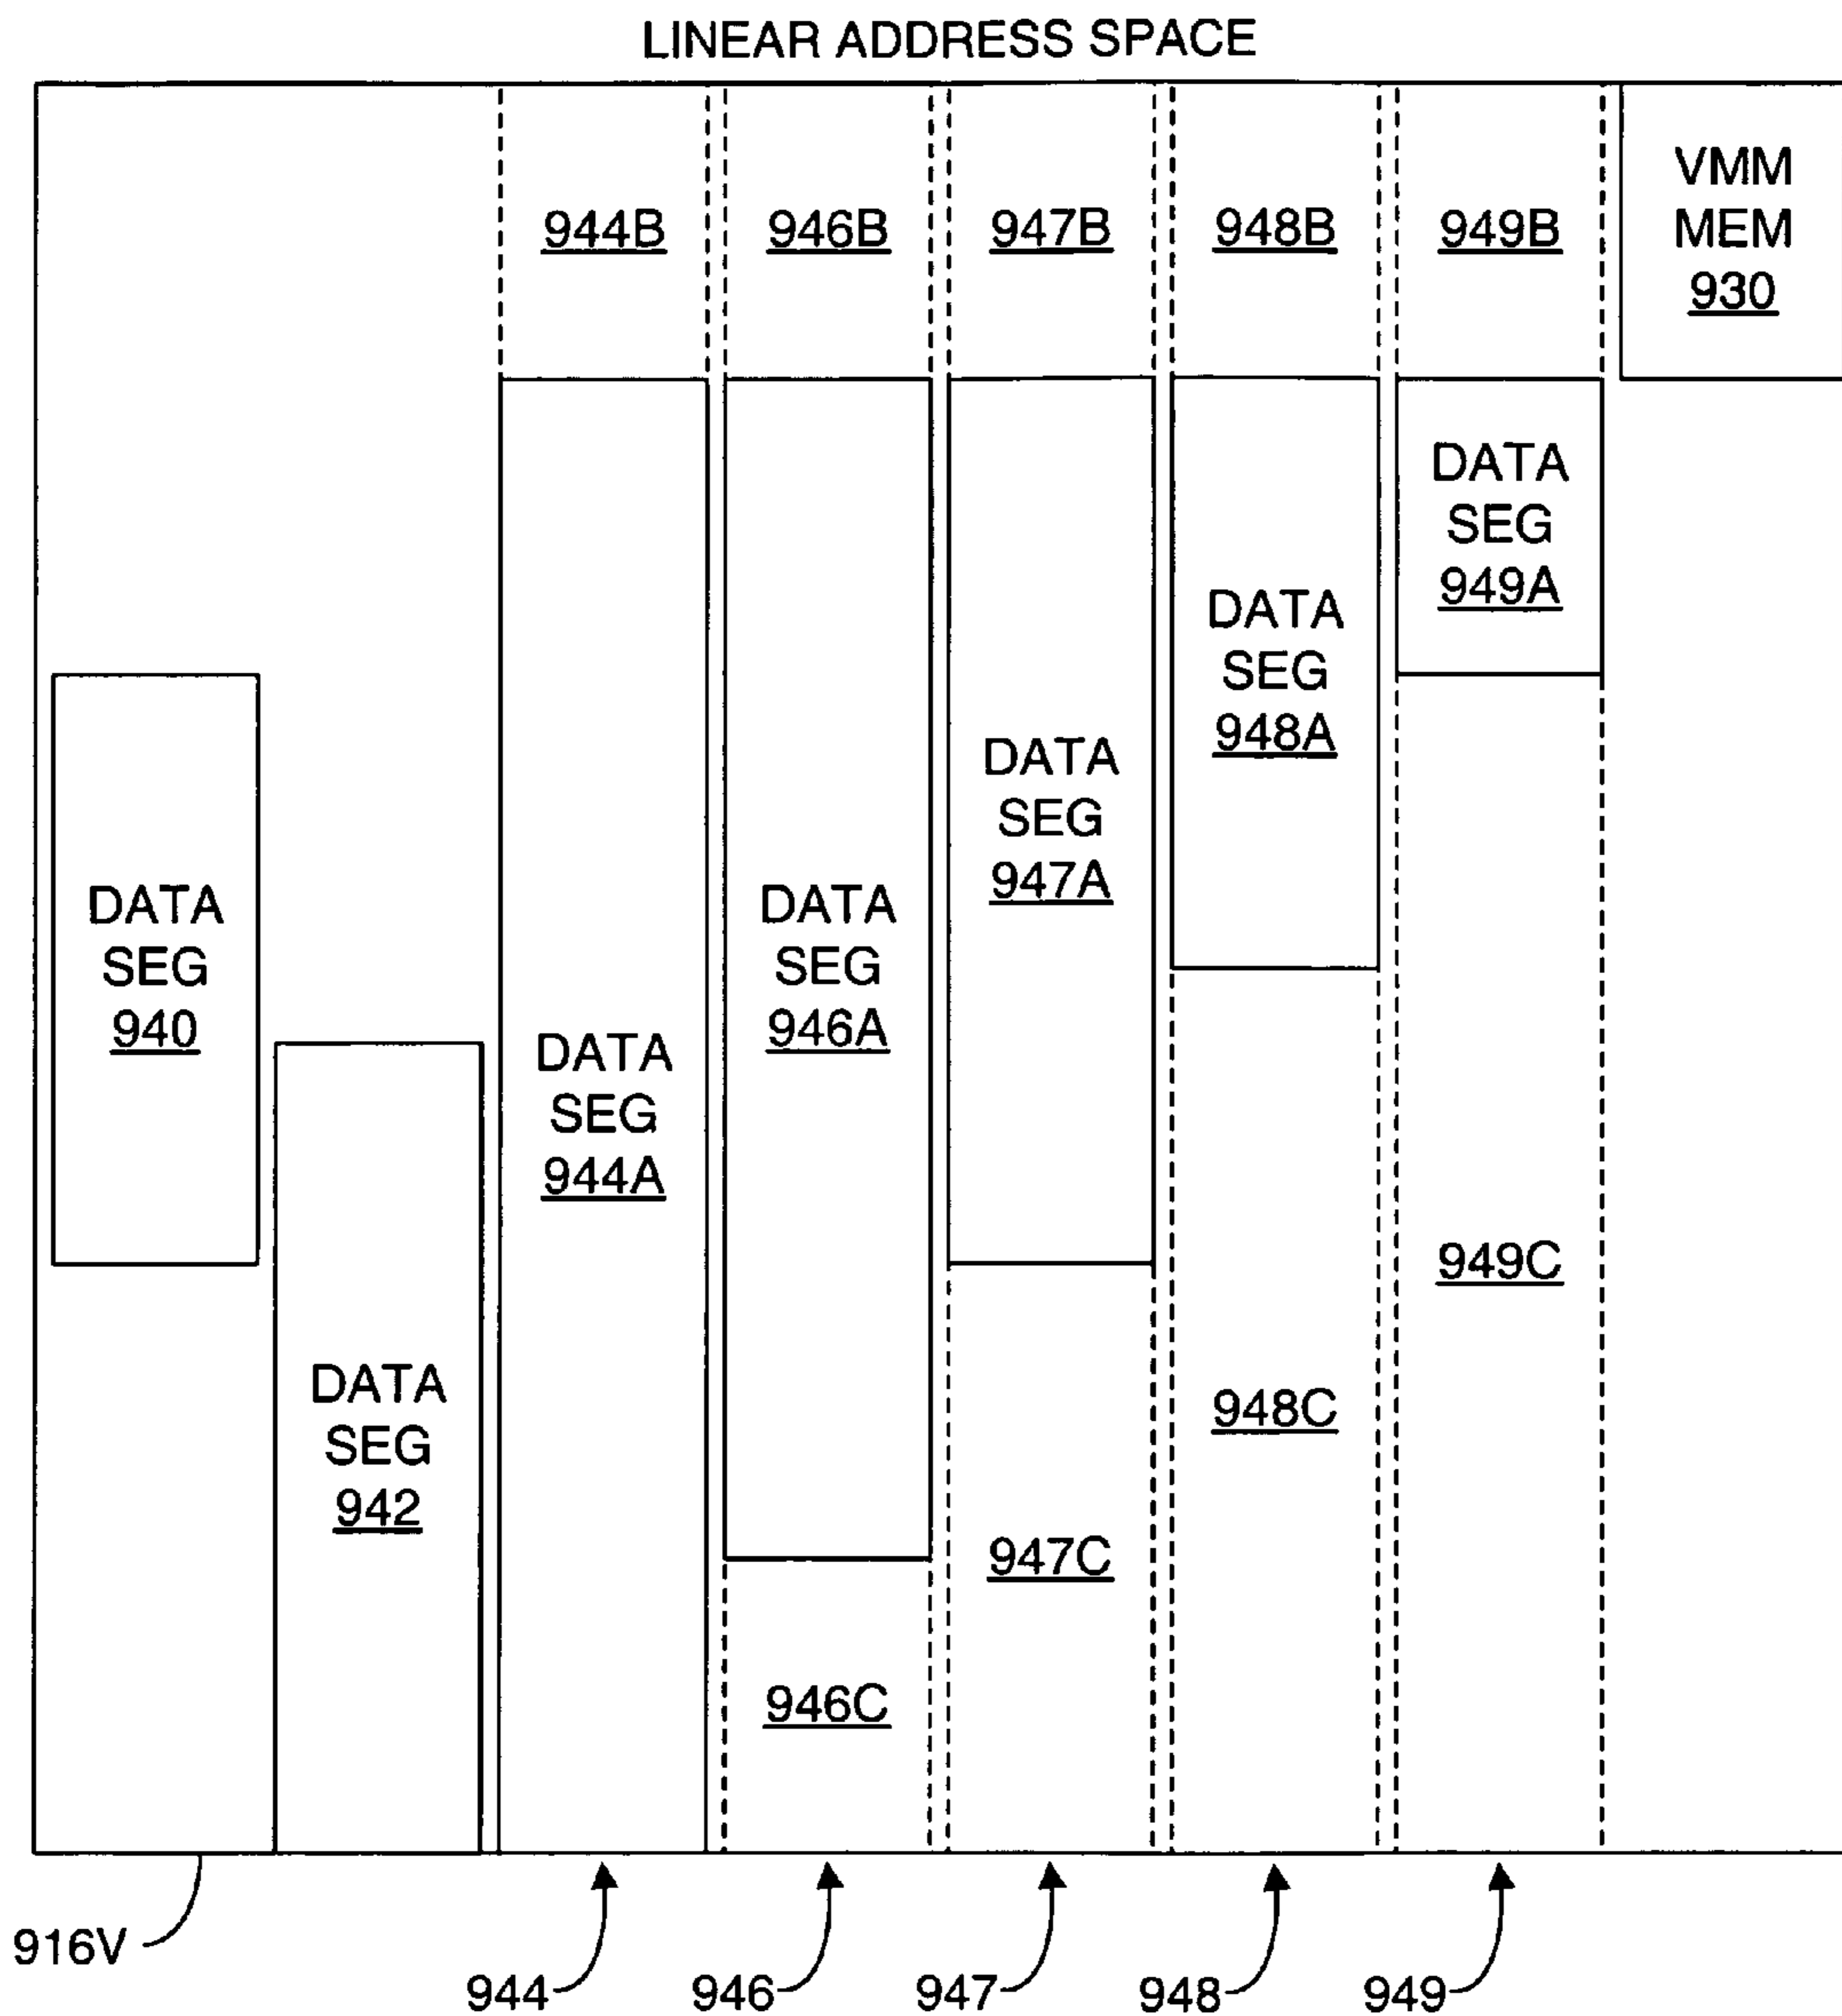 LINEAR ADDRESS SPACE
944B
946B
947B
948B
949B
VMM
MEM
930
DATA
SEG
949A
DATA
SEG
948A
DATA
SEG
947A
DATA
SEG
940
DATA
SEG
946A
DATA
SEG
944A
DATA
SEG
942
949C
948C
947C
946C
916V
944
946
947
948
949